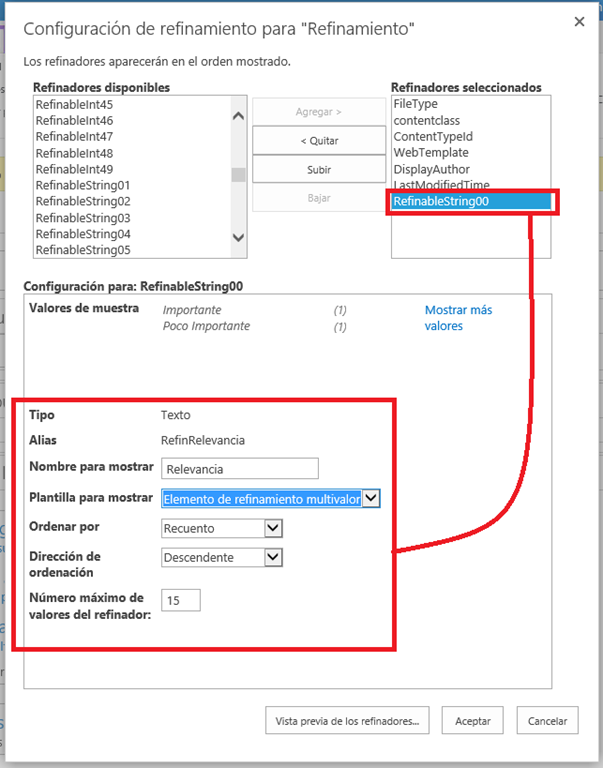 Configuración de refinamiento para "Refinamiento"
Los refinadores aparecerán en el orden mostrado.
Refinadores disponibles
RefinableInt45
RefinableInt46
RefinableInt47
RefinableInt48
RefinableInt49
RefinableString01
RefinableString02
RefinableString03
RefinableString04
RefinableString05
Agregar >
< Quitar
Subir
Bajar
Refinadores seleccionados
FileType
contentclass
ContentTypeId
WebTemplate
DisplayAuthor
LastModifiedTime
RefinableString00
Configuración para: RefinableString00
Valores de muestra
Importante (1)
Poco Importante (1)
Mostrar más
valores
Tipo Texto
Alias RefinRelevancia
Nombre para mostrar Relevancia
Plantilla para mostrar Elemento de refinamiento multivalor
Ordenar por Recuento
Dirección de
ordenación
Descendente
Número máximo de
valores del refinador:
15
Vista previa de los refinadores... Aceptar Cancelar